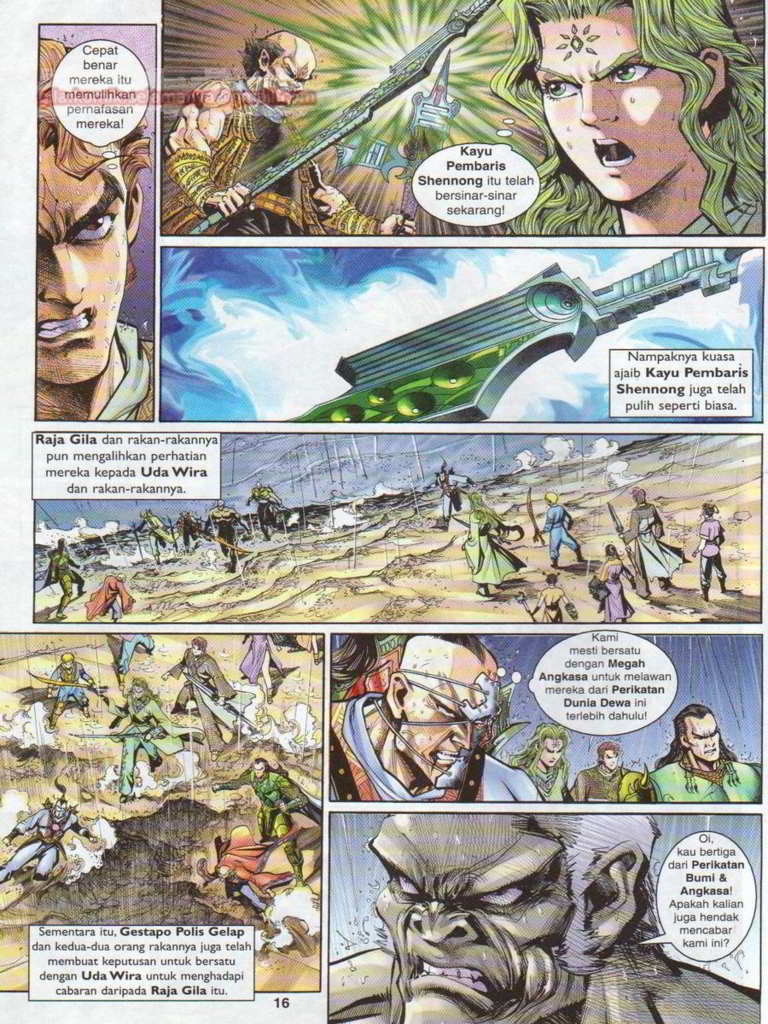 Cepat
benar
mereka itu
memulihkan
pernafasan
mereka!
Kayu
Pembaris
Shennong itu telah
bersinar-sinar
sekarang!
Nampaknya kuasa
ajaib Kayu Pembaris
Shennong juga telah
pulih seperti biasa.
Raja Gila dan rakan-rakannya
pun mengalihkan perhatian
mereka kepada Uda Wira
dan rakan-rakannya.
Kami
mesti bersatu
dengan Megah
Angkasa untuk melawan
mereka dari Perikatan
Dunia Dewa ini
terlebih dahulu!
Sementara itu, Gestapo Polis Gelap
dan kedua-dua orang rakannya juga telah
membuat keputusan untuk bersatu
dengan Uda Wira untuk menghadapi
cabaran daripada Raja Gila itu.
Oi,
kau bertiga
dari Perikatan
Bumi &
Angkasa!
Apakah kalian
juga hendak
mencabar
kami ini?
16